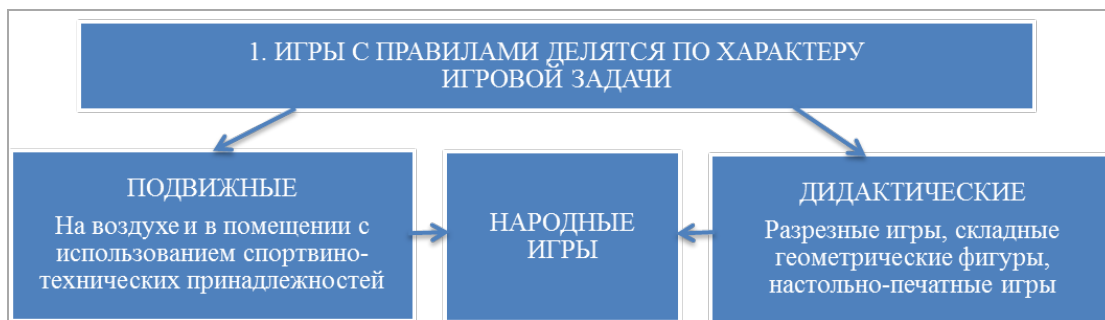 1. ИГРЫ С ПРАВИЛАМИ ДЕЛЯТСЯ ПО ХАРАКТЕРУ
ИГРОВОЙ ЗАДАЧИ
ПОДВИЖНЫЕ
На воздухе и в помещении с
использованием спортвино-
технических принадлежностей
НАРОДНЫЕ
ИГРЫ
ДИДАКТИЧЕСКИЕ
Разрезные игры, складные
геометрические фигуры,
настольно-печатные игры